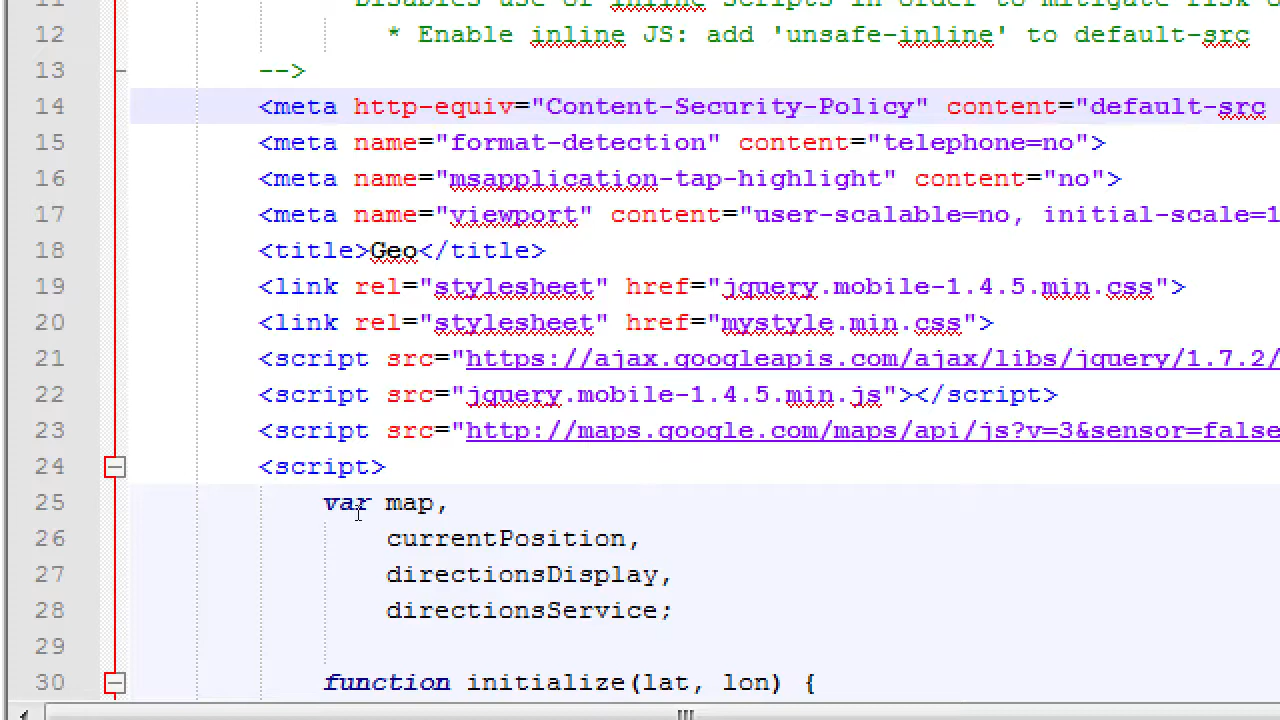 11 Disables use of inline scripts in order to mitigate risk o
12 * Enable inline JS: add 'unsafe-inline' to default-src
13 -->
14 <meta http-equiv="Content-Security-Policy" content="default-src
15 <meta name="format-detection" content="telephone=no">
16 <meta name="msapplication-tap-highlight" content="no">
17 <meta name="viewport" content="user-scalable=no, initial-scale=1
18 <title>Geo</title>
19 <link rel="stylesheet" href="jquery.mobile-1.4.5.min.css">
20 <link rel="stylesheet" href="mystyle.min.css">
21 <script src="https://ajax.googleapis.com/ajax/libs/jquery/1.7.2/
22 <script src="jquery.mobile-1.4.5.min.js"></script>
23 <script src="http://maps.google.com/maps/api/js?v=3&sensor=false
24 <script>
25 var map,
26 currentPosition,
27 directionsDisplay,
28 directionsService;
29
30 function initialize(lat, lon) {